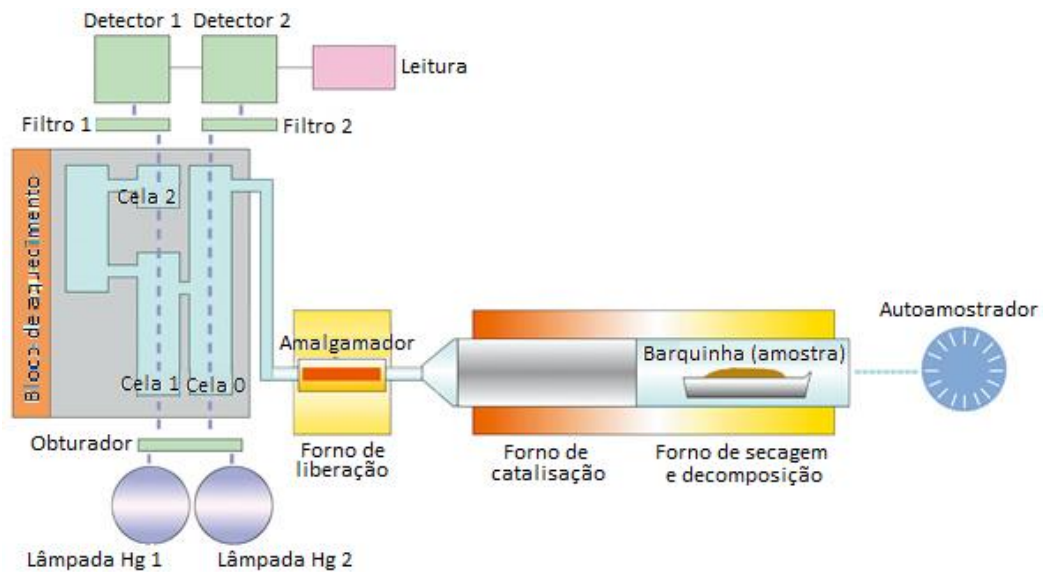 Detector 1
Detector 2
Leitura
Filtro 1
Filtro 2
Bloco de aquecimento
Cela 2
Cela 1
Cela 0
Amalgamador
Barquinha (amostra)
Autoamostrador
Obturador
Forno de
liberação
Forno de
catalisação
Forno de secagem
e decomposição
Lâmpada Hg 1
Lâmpada Hg 2